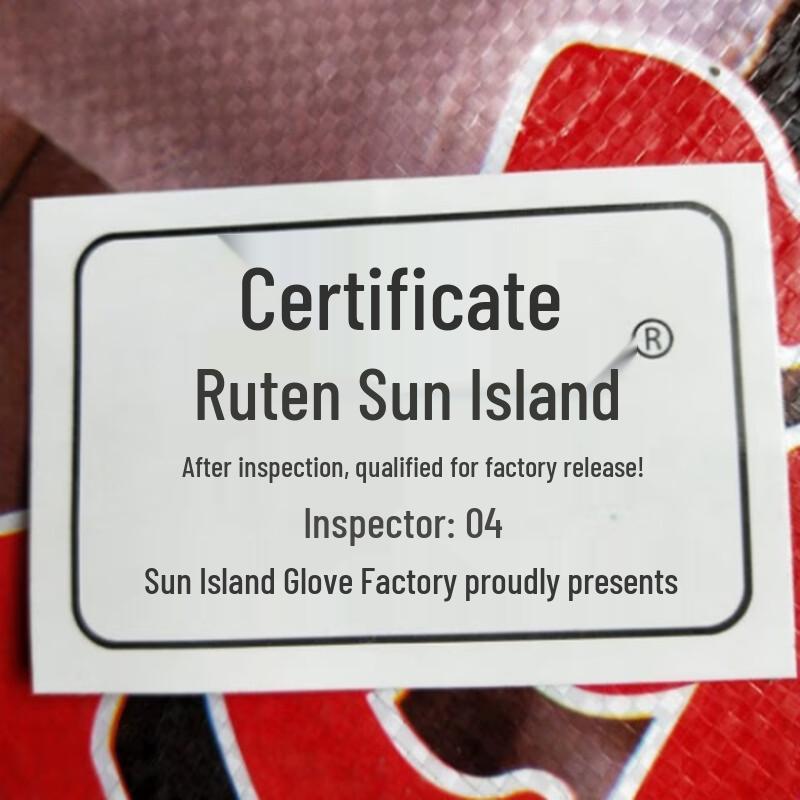 Certificate
Ruten Sun Island ®
After inspection, qualified for factory release!
Inspector: 04
Sun Island Glove Factory proudly presents